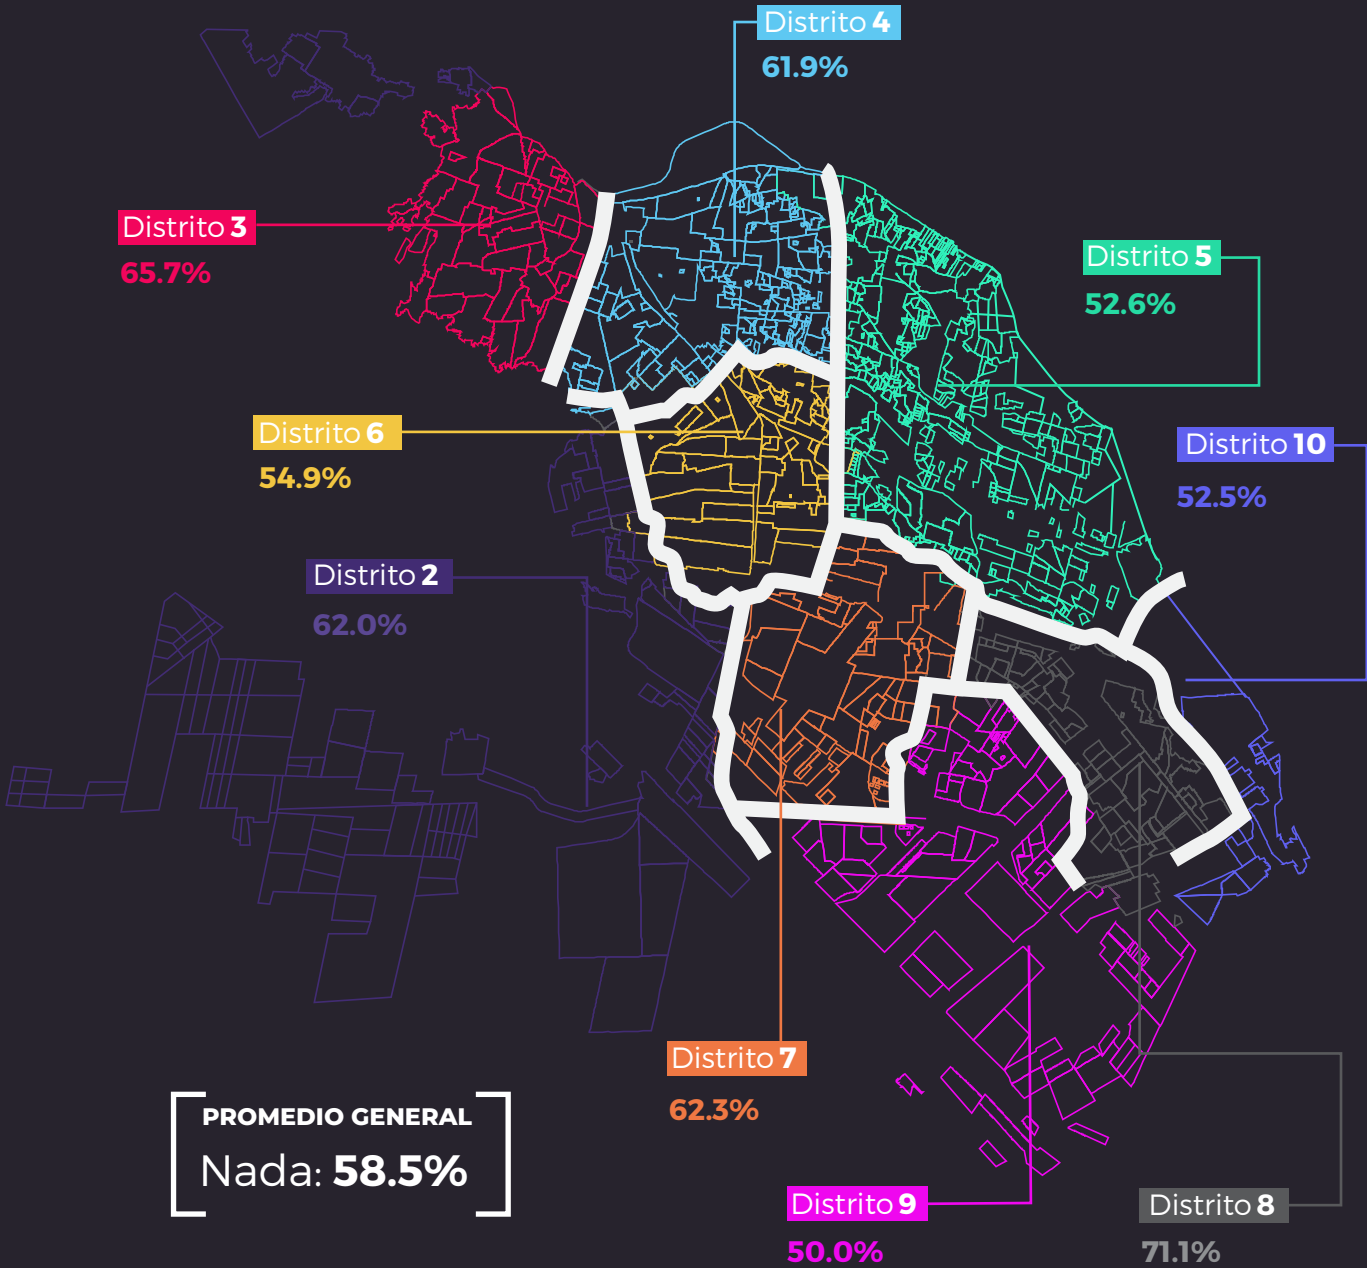 Distrito 4
61.9%
Distrito 3
65.7%
Distrito 5
52.6%
Distrito 6
54.9%
Distrito 10
52.5%
Distrito 2
62.0%
Distrito 7
62.3%
PROMEDIO GENERAL
Nada: 58.5%
Distrito 9
50.0%
Distrito 8
71.1%